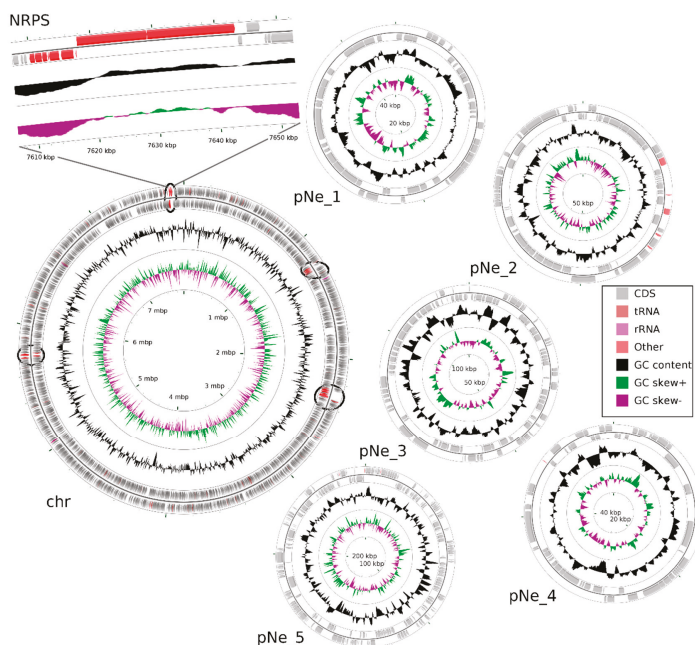 NRPS
7610 kbp
7620 kbp
7630 kbp
7640 kbp
7650 kbp
40 kbp
20 kbp
pNe_1
50 kbp
pNe_2
CDS
tRNA
rRNA
Other
GC content
GC skew+
GC skew-
7 mbp
1 mbp
6 mbp
2 mbp
5 mbp
3 mbp
4 mbp
chr
100 kbp
50 kbp
pNe_3
40 kbp
20 kbp
pNe_4
200 kbp
100 kbp
pNe_5